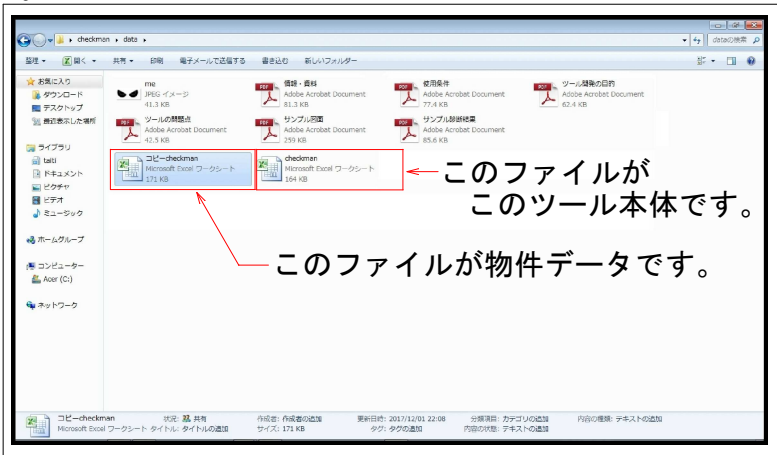 checkman ▸ data ▸
dataの検索
整理 開く 共有 印刷 電子メールで送信する 書き込む 新しいフォルダー
お気に入り
ダウンロード
デスクトップ
最近表示した場所
ライブラリ
taiti
ドキュメント
ピクチャ
ビデオ
ミュージック
ホームグループ
コンピューター
Acer (C:)
ネットワーク
me
JPEG イメージ
41.3 KB
情報・資料
Adobe Acrobat Document
81.3 KB
使用条件
Adobe Acrobat Document
77.4 KB
ツール開発の目的
Adobe Acrobat Document
62.4 KB
ツールの問題点
Adobe Acrobat Document
42.5 KB
サンプル図面
Adobe Acrobat Document
259 KB
サンプル診断結果
Adobe Acrobat Document
85.6 KB
コピーcheckman
Microsoft Excel ワークシート
171 KB
checkman
Microsoft Excel ワークシート
164 KB
このファイルが
このツール本体です。
このファイルが物件データです。
コピーcheckman 状況: 共有 作成者: 作成者の追加 更新日時: 2017/12/01 22:08 分類項目: カテゴリの追加 内容の種類: テキストの追加
Microsoft Excel ワークシート タイトル: タイトルの追加 サイズ: 171 KB タグ: タグの追加 内容の状態: テキストの追加